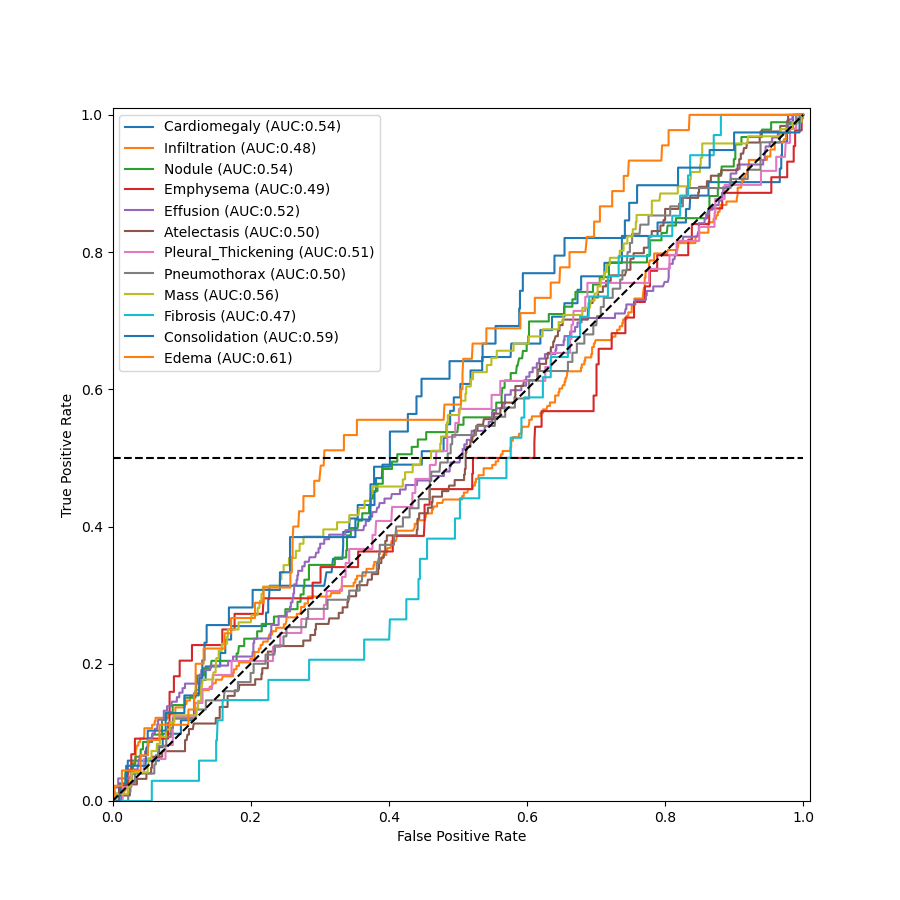 Cardiomegaly (AUC:0.54)
Infiltration (AUC:0.48)
Nodule (AUC:0.54)
Emphysema (AUC:0.49)
Effusion (AUC:0.52)
Atelectasis (AUC:0.50)
Pleural_Thickening (AUC:0.51)
Pneumothorax (AUC:0.50)
Mass (AUC:0.56)
Fibrosis (AUC:0.47)
Consolidation (AUC:0.59)
Edema (AUC:0.61)
1.0
0.8
0.6
0.4
0.2
0.0
True Positive Rate
0.0 0.2 0.4 0.6 0.8 1.0
False Positive Rate